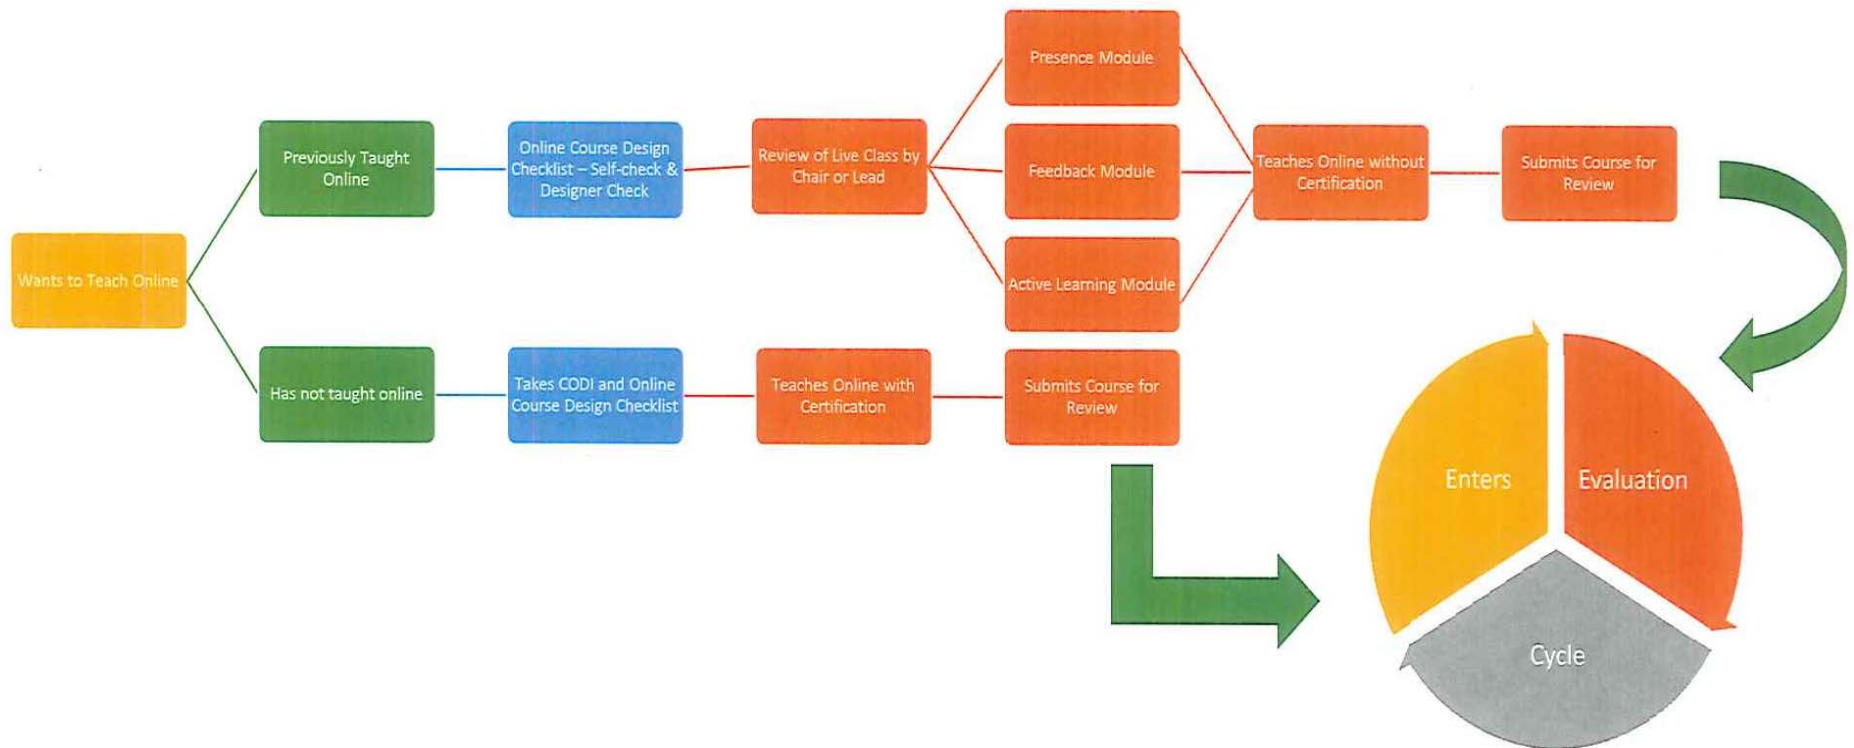 Presence Module
Previously Taught
Online
Online Course Design
Checklist – Self-check &
Designer Check
Review of Live Class by
Chair or Lead
Feedback Module
Teaches Online without
Certification
Submits Course for
Review
Wants to Teach Online
Active Learning Module
Has not taught online
Takes CODI and Online
Course Design Checklist
Teaches Online with
Certification
Submits Course for
Review
Enters
Evaluation
Cycle